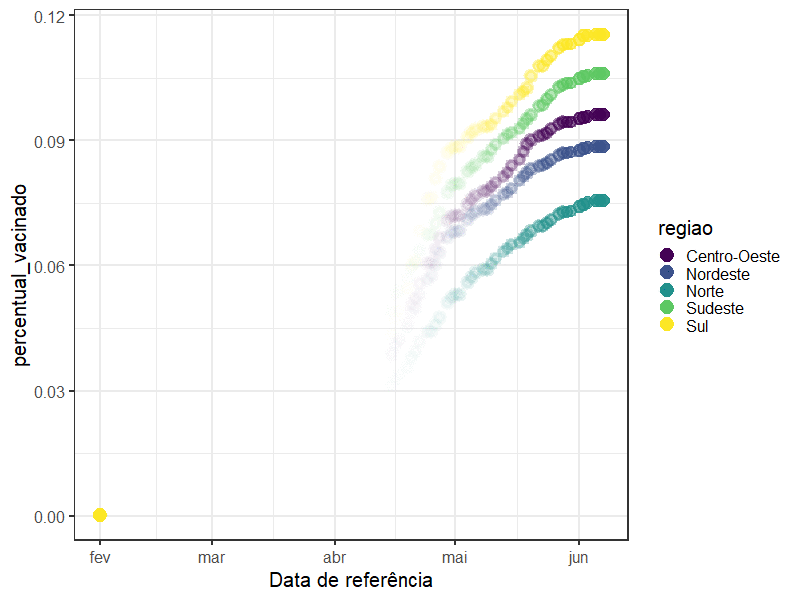 percentual_vacinado
0.12
0.09
0.06
0.03
0.00
fev mar abr mai jun
Data de referência
regiao
Centro-Oeste
Nordeste
Norte
Sudeste
Sul